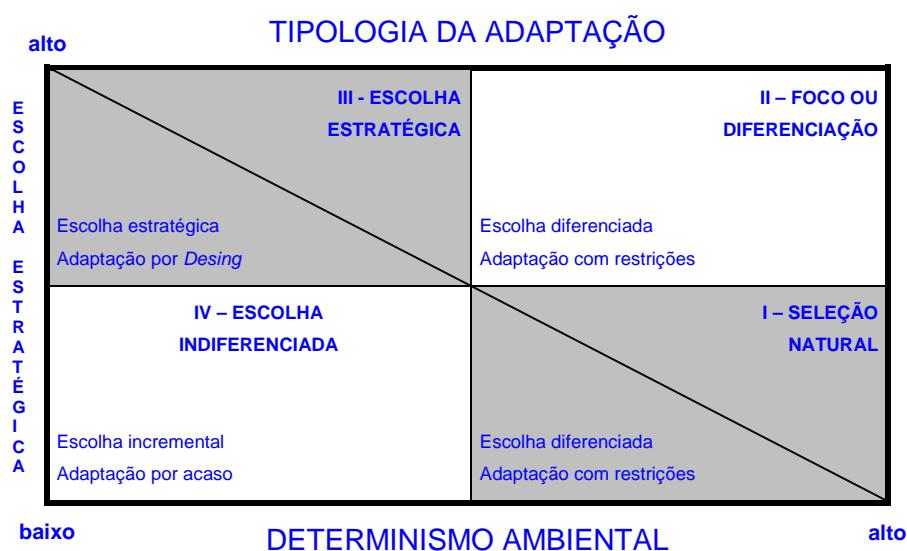 TIPOLOGIA DA ADAPTAÇÃO
alto
ESCOLHA ESTRATÉGICA
III - ESCOLHA
ESTRATÉGICA
Escolha estratégica
Adaptação por Desing
II – FOCO OU
DIFERENCIAÇÃO
Escolha diferenciada
Adaptação com restrições
IV – ESCOLHA
INDIFERENCIADA
Escolha incremental
Adaptação por acaso
I – SELEÇÃO
NATURAL
Escolha diferenciada
Adaptação com restrições
baixo
DETERMINISMO AMBIENTAL
alto